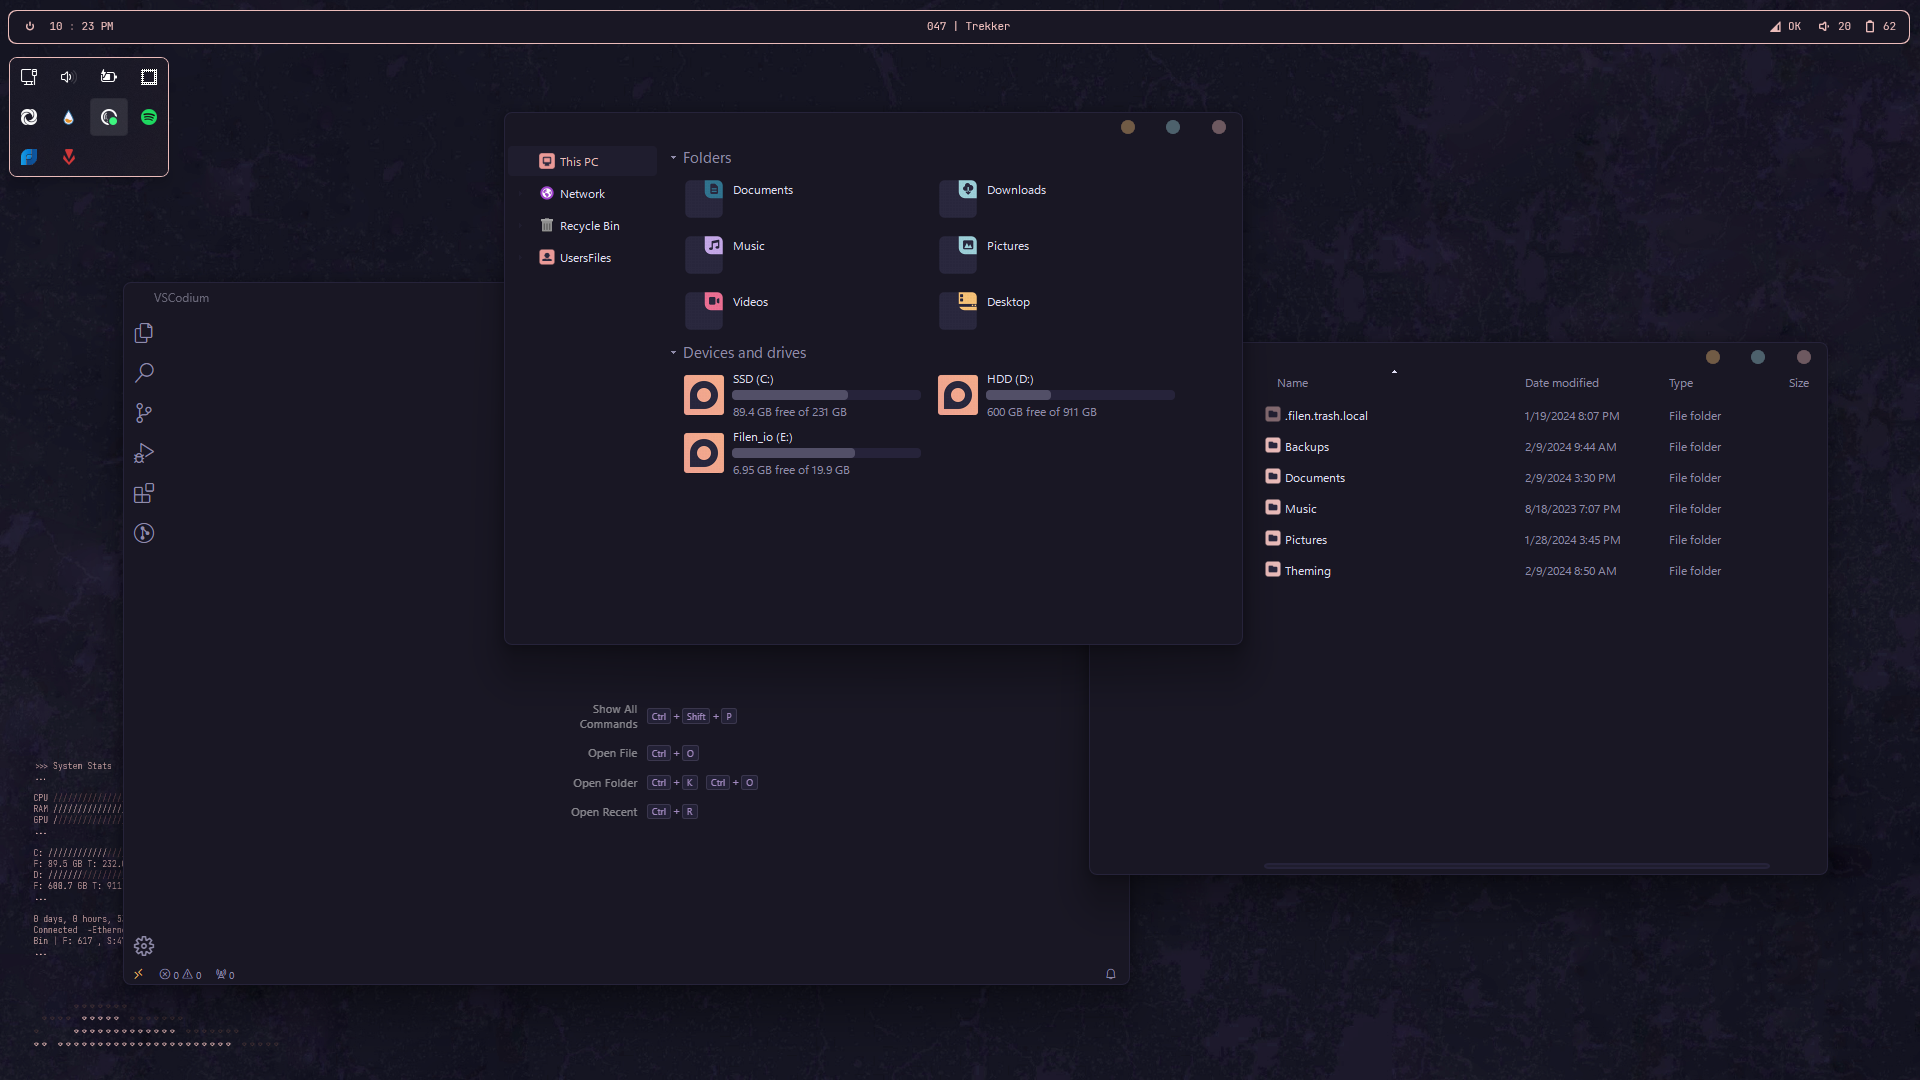 10 : 23 PM
047 | Trekker
OK 20 62
This PC
Network
Recycle Bin
UsersFiles
Folders
Documents
Downloads
Music
Pictures
Videos
Desktop
Devices and drives
SSD (C:)
89.4 GB free of 231 GB
HDD (D:)
600 GB free of 911 GB
Filen_io (E:)
6.95 GB free of 19.9 GB
VSCodium
Name Date modified Type Size
.filen.trash.local 1/19/2024 8:07 PM File folder
Backups 2/9/2024 9:44 AM File folder
Documents 2/9/2024 3:30 PM File folder
Music 8/18/2023 7:07 PM File folder
Pictures 1/28/2024 3:45 PM File folder
Theming 2/9/2024 8:50 AM File folder
Show All
Commands Ctrl + Shift + P
Open File Ctrl + O
Open Folder Ctrl + K Ctrl + O
Open Recent Ctrl + R
>>> System Stats
...
CPU //////////////
RAM //////////////
GPU //////////////
...
C: ///////////////
F: 89.5 GB T: 232.
D: ///////////////
F: 600.7 GB T: 911
...
0 days, 0 hours,
Connected -Ethern
Bin | F: 617 , S:4
...
0 0 0